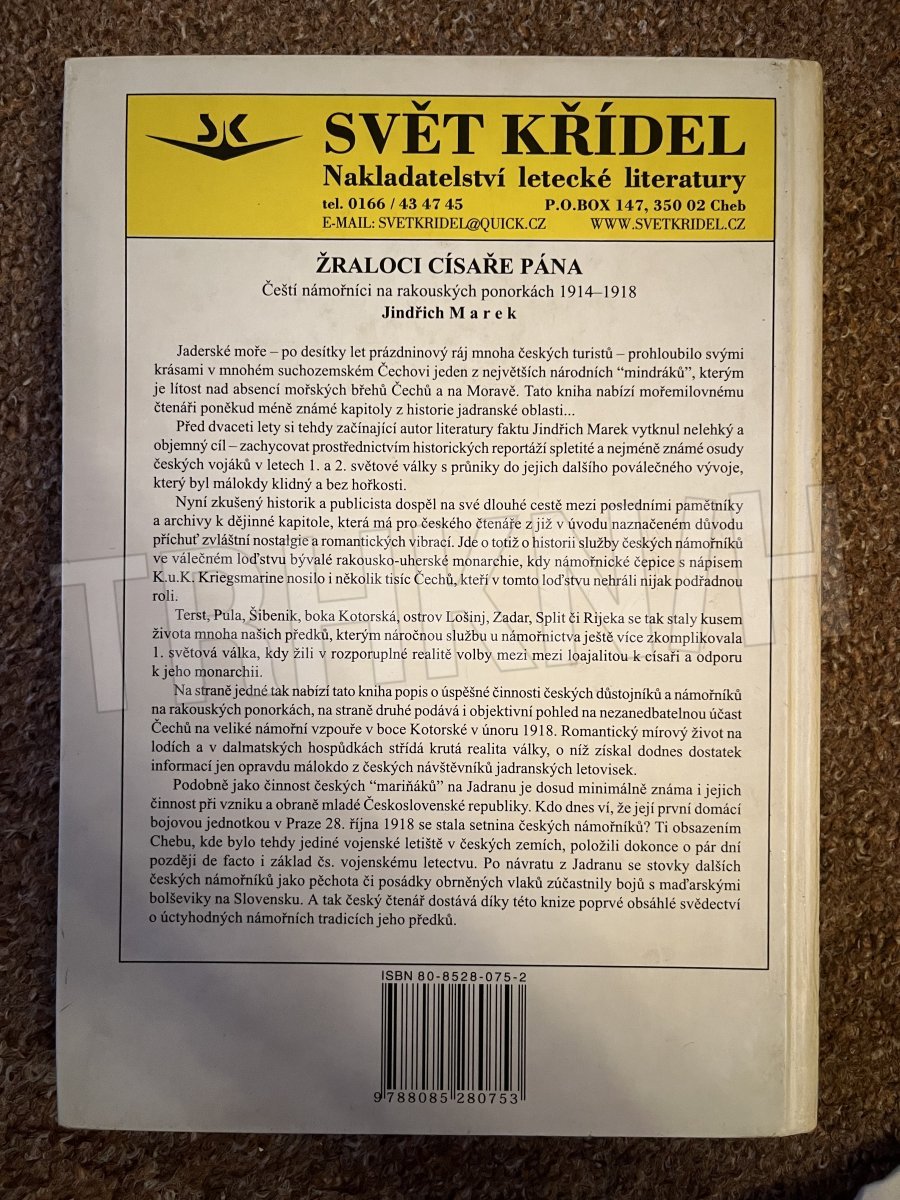 SK
SVĚT KŘÍDEL
Nakladatelství letecké literatury
tel. 0166 / 43 47 45 P.O.BOX 147, 350 02 Cheb
E-MAIL: SVETKRIDEL@QUICK.CZ WWW.SVETKRIDEL.CZ
ŽRALOCI CÍSAŘE PÁNA
Čeští námořníci na rakouských ponorkách 1914–1918
Jindřich Marek
Jaderské moře – po desítky let prázdninový ráj mnoha českých turistů – prohloubilo svými
krásami v mnohém suchozemském Čechovi jeden z největších národních “mindráků”, kterým
je lítost nad absencí mořských břehů Čechů a na Moravě. Tato kniha nabízí mořemilovnému
čtenáři poněkud méně známé kapitoly z historie jadranské oblasti...
Před dvaceti lety si tehdy začínající autor literatury faktu Jindřich Marek vytknul nelehký a
objemný cíl – zachycovat prostřednictvím historických reportáží spletité a nejméně známé osudy
českých vojáků v letech 1. a 2. světové války s průniky do jejich dalšího poválečného vývoje,
který byl málokdy klidný a bez hořkosti.
Nyní zkušený historik a publicista dospěl na své dlouhé cestě mezi posledními pamětníky
a archivy k dějinné kapitole, která má pro českého čtenáře z již v úvodu naznačeném důvodu
příchuť zvláštní nostalgie a romantických vibrací. Jde o totiž o historii služby českých námořníků
ve válečném loďstvu bývalé rakousko-uherské monarchie, kdy námořnické čepice s nápisem
K.u.K. Kriegsmarine nosilo i několik tisíc Čechů, kteří v tomto loďstvu nehráli nijak podřadnou
roli.
Terst, Pula, Šibenik, boka Kotorská, ostrov Lošinj, Zadar, Split či Rijeka se tak staly kusem
života mnoha našich předků, kterým náročnou službu u námořnictva ještě více zkomplikovala
1. světová válka, kdy žili v rozporuplné realitě volby mezi mezi loajalitou k císaři a odporu
k jeho monarchii.
Na straně jedné tak nabízí tato kniha popis o úspěšné činnosti českých důstojníků a námořníků
na rakouských ponorkách, na straně druhé podává i objektivní pohled na nezanedbatelnou účast
Čechů na veliké námořní vzpouře v boce Kotorské v únoru 1918. Romantický mírový život na
lodích a v dalmatských hospůdkách střídá krutá realita války, o níž získal dodnes dostatek
informací jen opravdu málokdo z českých návštěvníků jadranských letovisek.
Podobně jako činnost českých “mariňáků” na Jadranu je dosud minimálně známa i jejich
činnost při vzniku a obraně mladé Československé republiky. Kdo dnes ví, že její první domácí
bojovou jednotkou v Praze 28. října 1918 se stala setnina českých námořníků? Ti obsazením
Chebu, kde bylo tehdy jediné vojenské letiště v českých zemích, položili dokonce o pár dní
později de facto i základ čs. vojenskému letectvu. Po návratu z Jadranu se stovky dalších
českých námořníků jako pěchota či posádky obrněných vlaků zúčastnily bojů s maďarskými
bolševiky na Slovensku. A tak český čtenář dostává díky této knize poprvé obsáhlé svědectví
o úctyhodných námořních tradicích jeho předků.
ISBN 80-8528-075-2
9 788085 280753
TRHKNIH